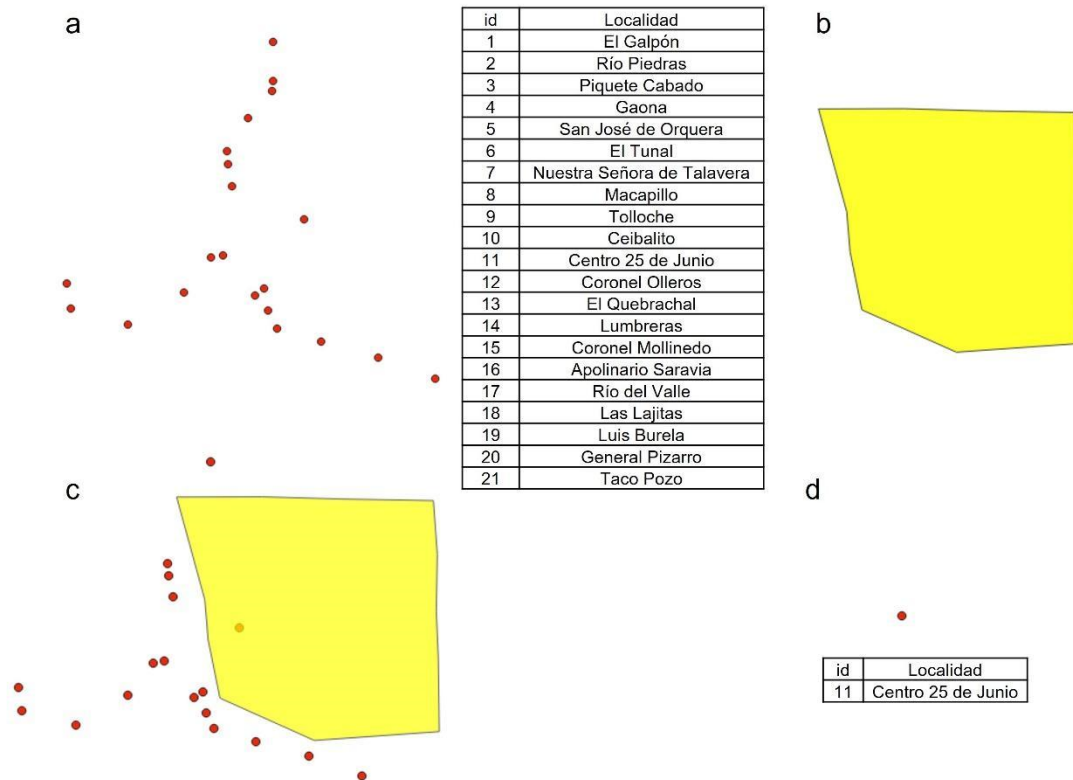 a
id Localidad
1 El Galpón
2 Río Piedras
3 Piquete Cabado
4 Gaona
5 San José de Orquera
6 El Tunal
7 Nuestra Señora de Talavera
8 Macapillo
9 Tolloche
10 Ceibalito
11 Centro 25 de Junio
12 Coronel Olleros
13 El Quebrachal
14 Lumbreras
15 Coronel Mollinedo
16 Apolinario Saravia
17 Río del Valle
18 Las Lajitas
19 Luis Burela
20 General Pizarro
21 Taco Pozo
b
c
d
id Localidad
11 Centro 25 de Junio